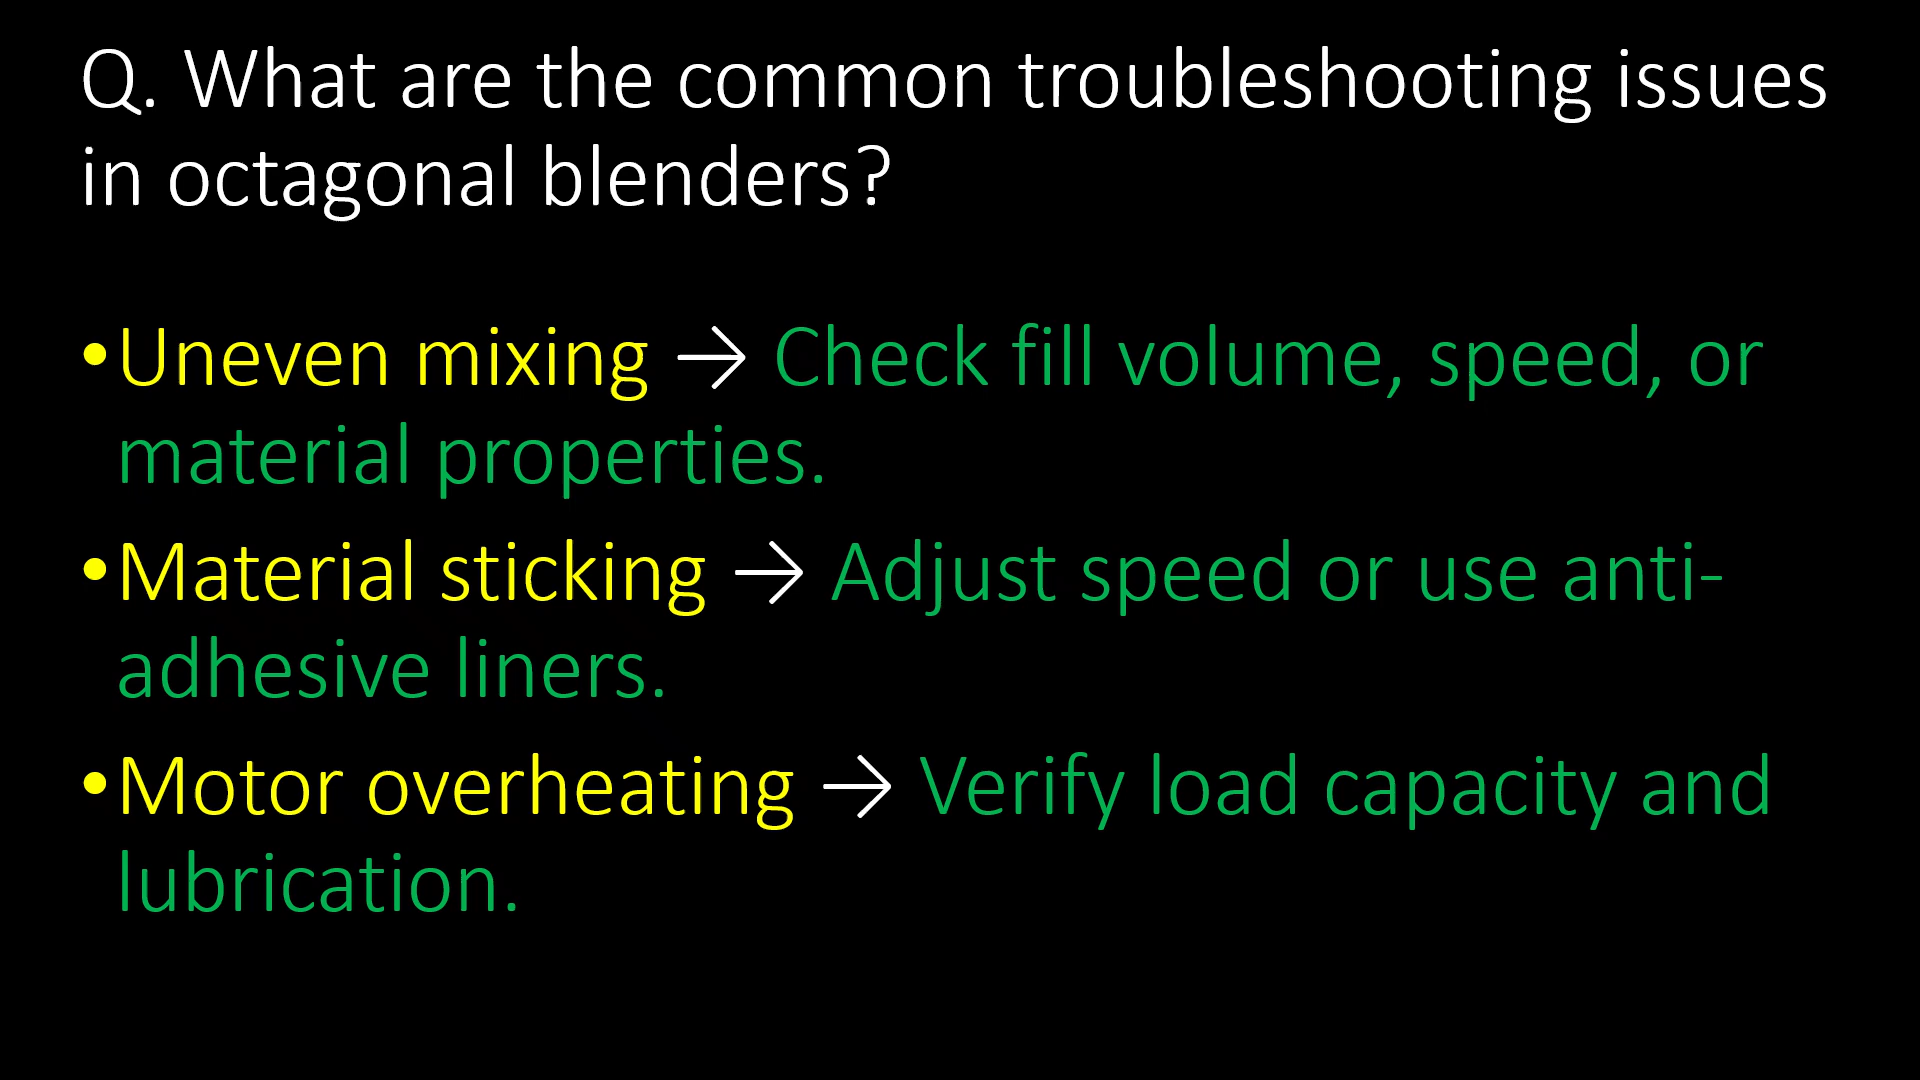 Q. What are the common troubleshooting issues
in octagonal blenders?
•Uneven mixing → Check fill volume, speed, or
material properties.
•Material sticking → Adjust speed or use anti-
adhesive liners.
•Motor overheating → Verify load capacity and
lubrication.